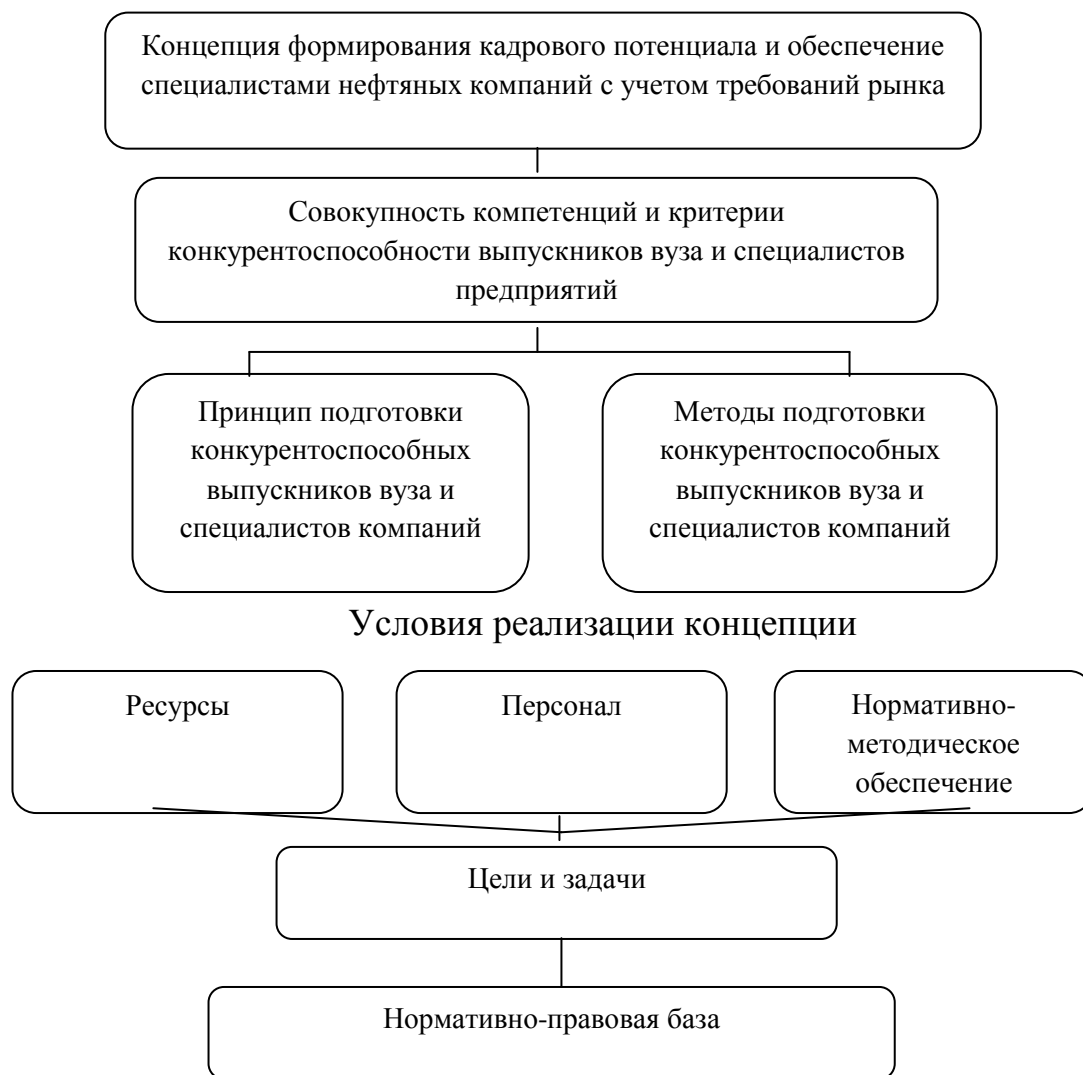 Концепция формирования кадрового потенциала и обеспечение
специалистами нефтяных компаний с учетом требований рынка
Совокупность компетенций и критерии
конкурентоспособности выпускников вуза и специалистов
предприятий
Принцип подготовки
конкурентоспособных
выпускников вуза и
специалистов компаний
Методы подготовки
конкурентоспособных
выпускников вуза и
специалистов компаний
Условия реализации концепции
Ресурсы
Персонал
Нормативно-
методическое
обеспечение
Цели и задачи
Нормативно-правовая база